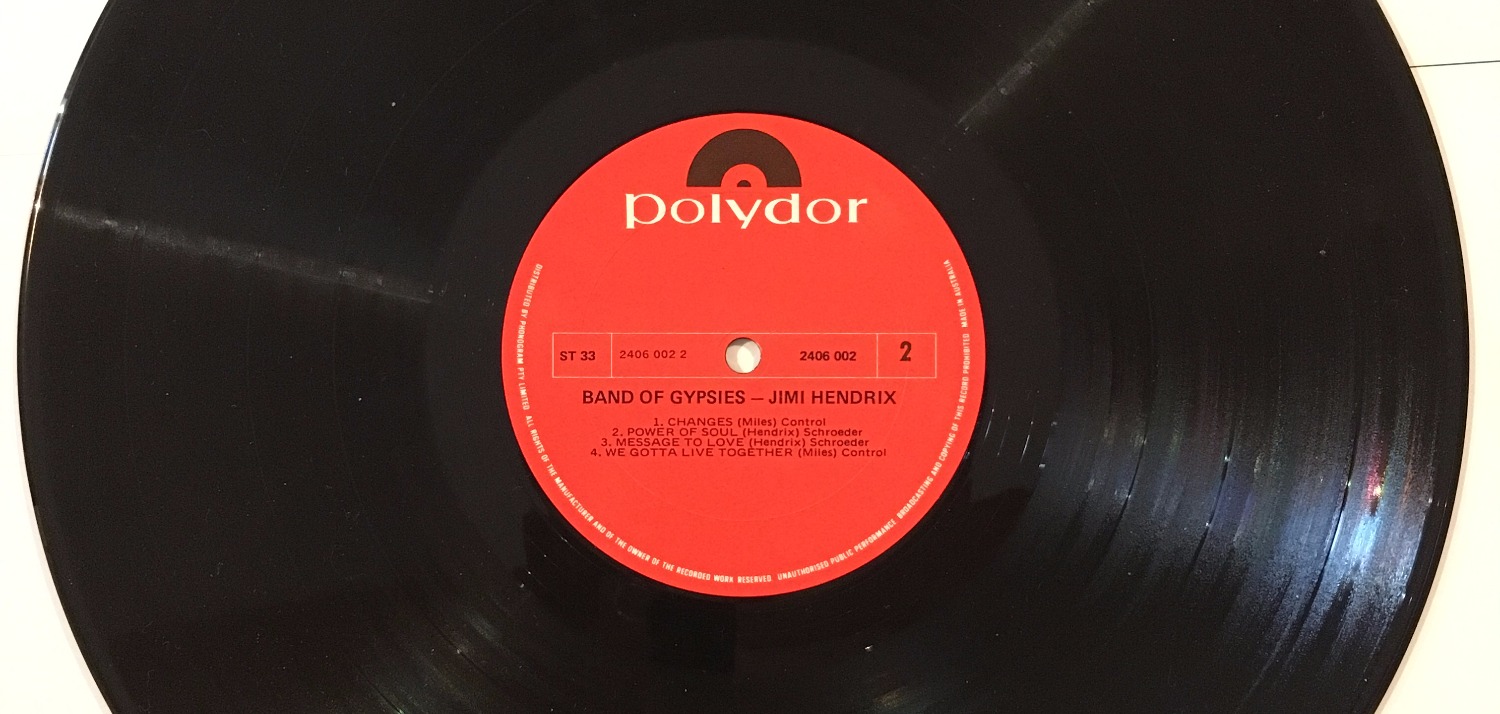 polydor
ST 33 2406 002 2 2406 002 2
BAND OF GYPSIES – JIMI HENDRIX
1. CHANGES (Miles) Control
2. POWER OF SOUL (Hendrix) Schroeder
3. MESSAGE TO LOVE (Hendrix) Schroeder
4. WE GOTTA LIVE TOGETHER (Miles) Control
DISTRIBUTED BY PHONOGRAM PTY LIMITED ALL RIGHTS OF THE MANUFACTURER AND OF THE OWNER OF THE RECORDED WORK RESERVED. UNAUTHORISED PUBLIC PERFORMANCE BROADCASTING AND COPYING OF THIS RECORD PROHIBITED MADE IN AUSTRALIA